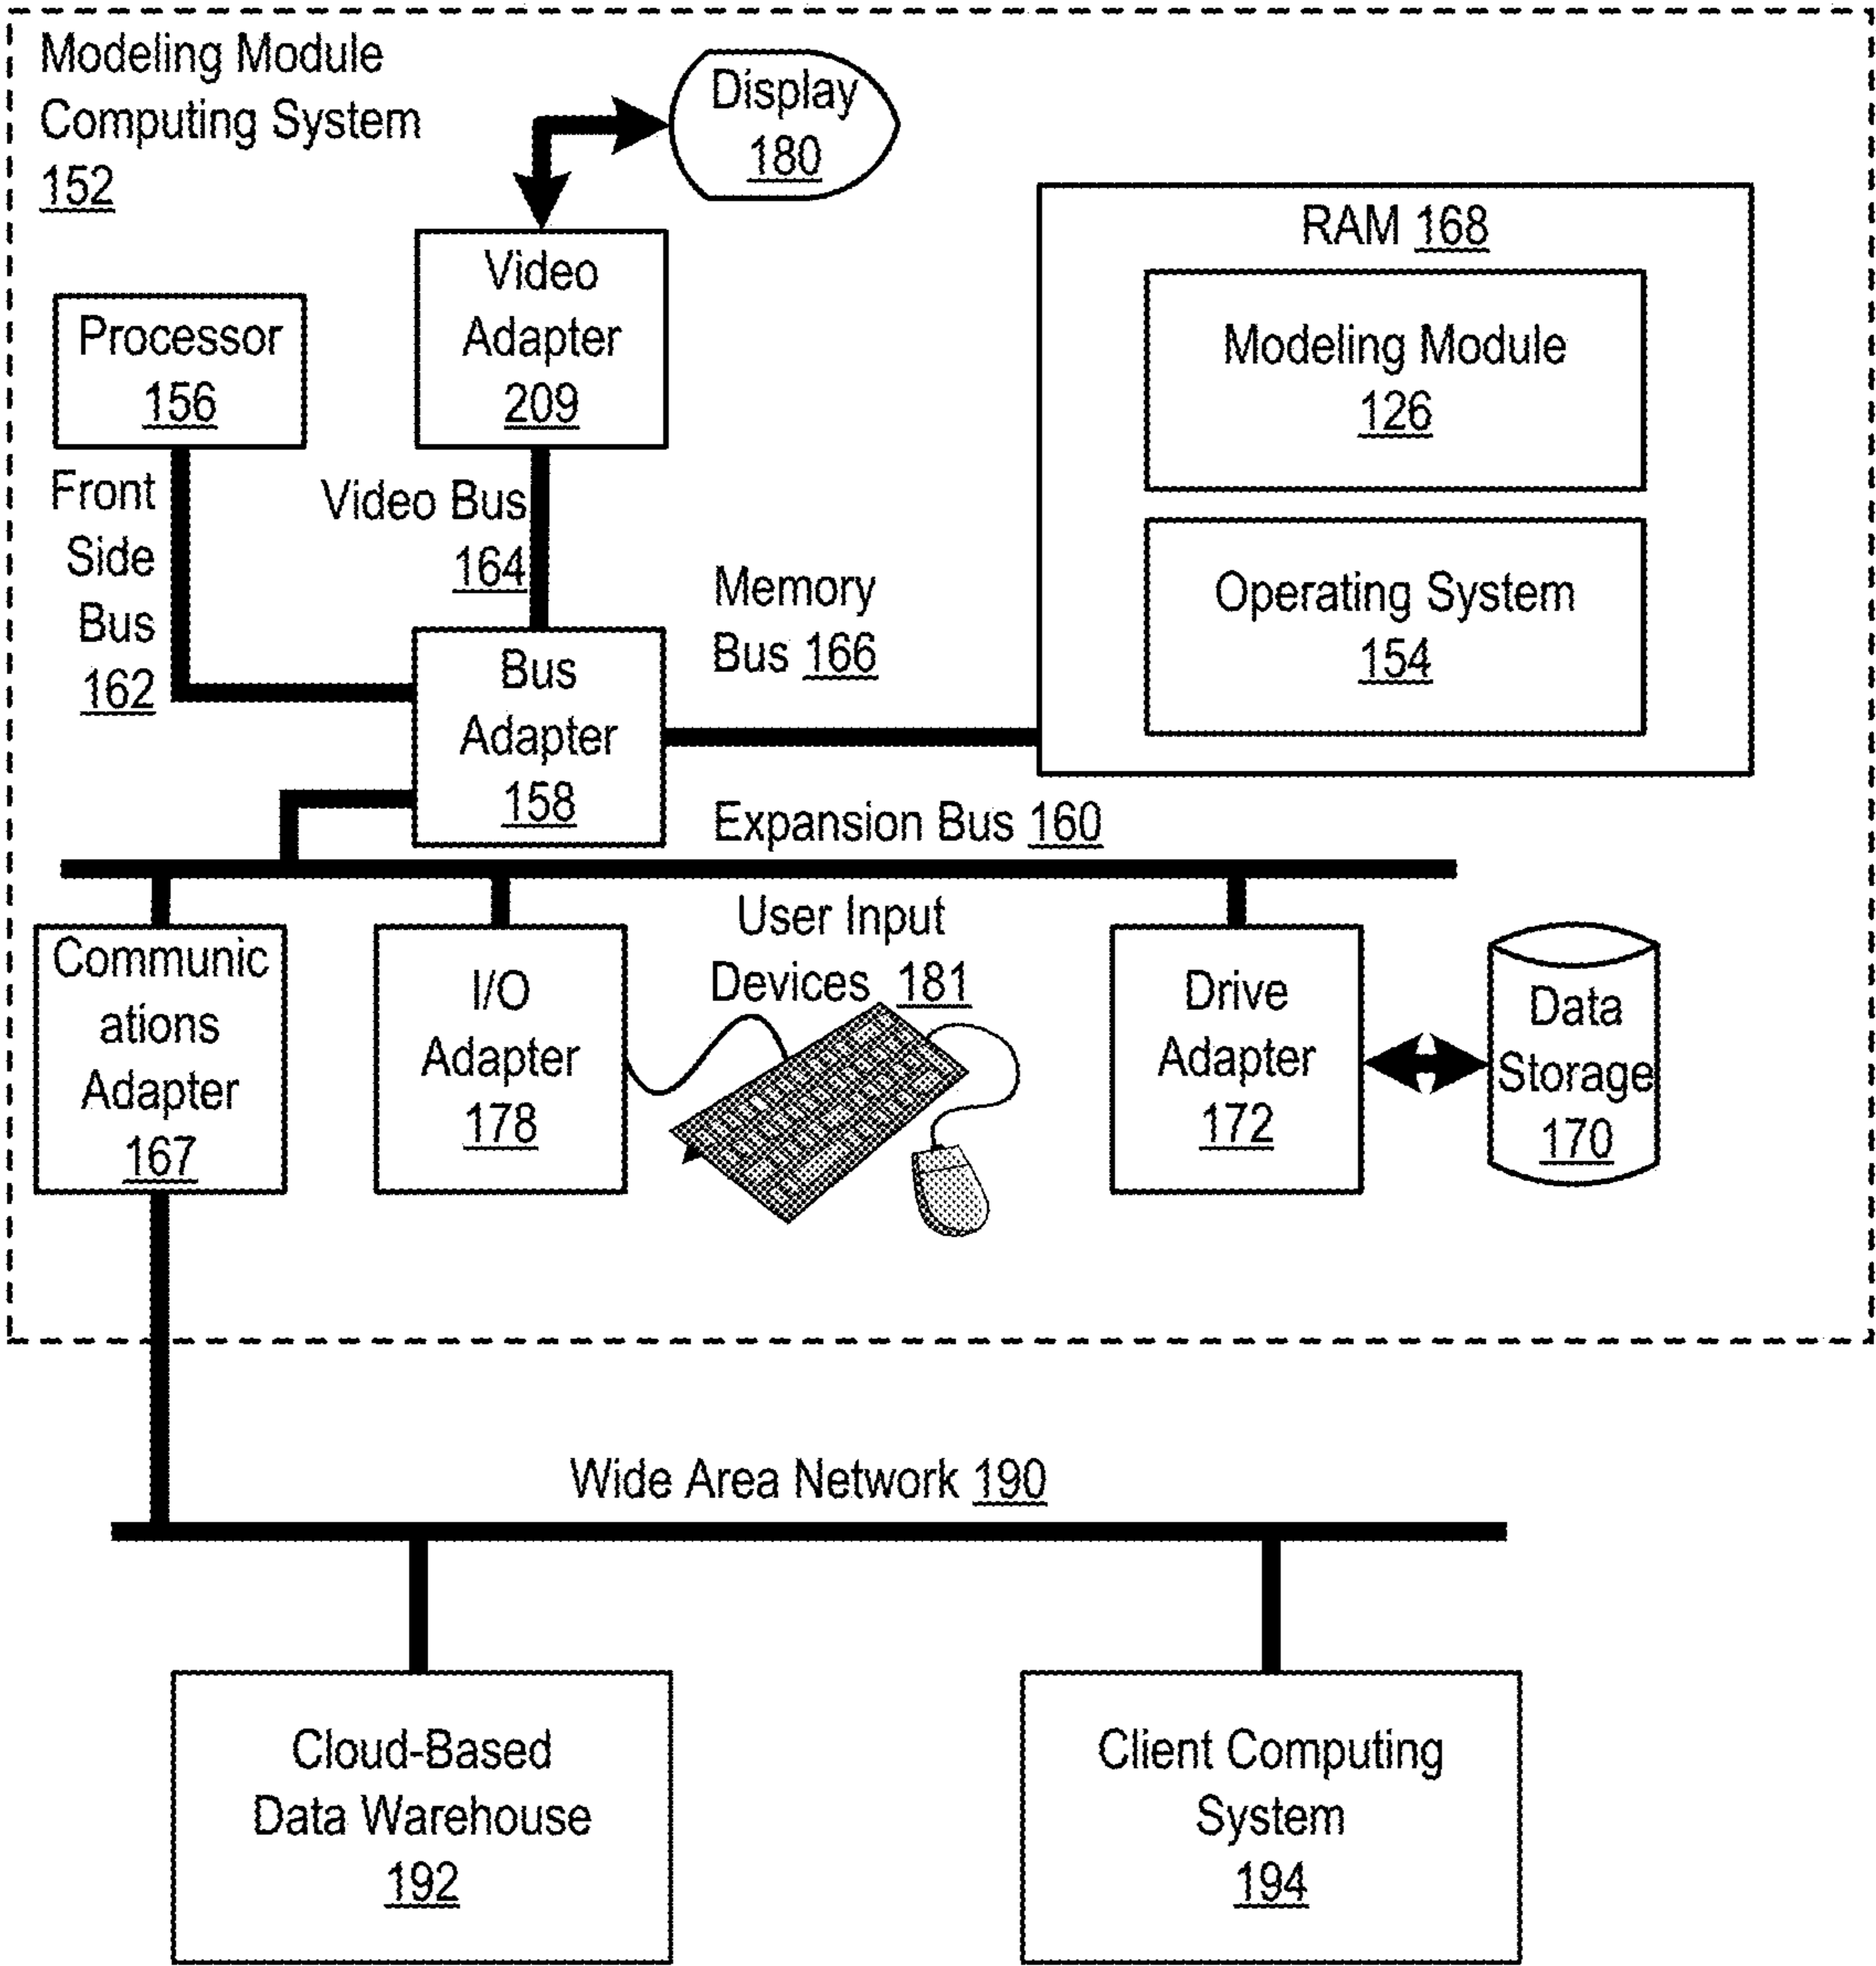 Modeling Module
Computing System
152
Display
180
RAM 168
Video
Adapter
209
Processor
156
Modeling Module
126
Front
Side
Bus
162
Video Bus
164
Operating System
154
Memory
Bus 166
Bus
Adapter
158
Expansion Bus 160
Communic
ations
Adapter
167
I/O
Adapter
178
User Input
Devices 181
Drive
Adapter
172
Data
Storage
170
Wide Area Network 190
Cloud-Based
Data Warehouse
192
Client Computing
System
194